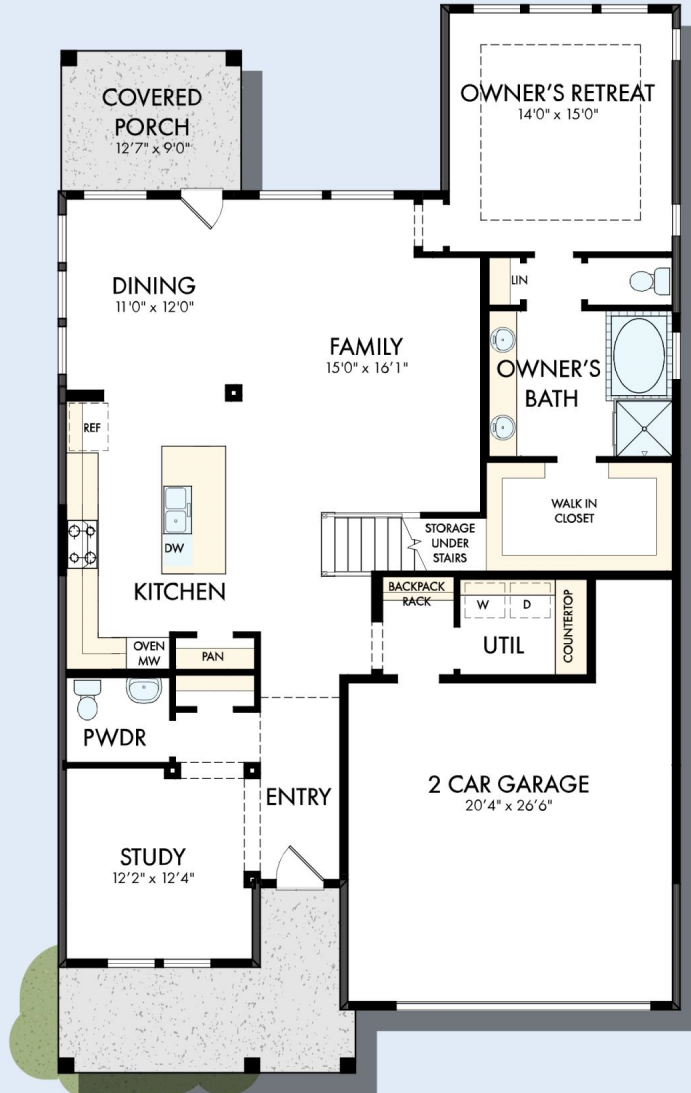 OWNER'S RETREAT
14'0" x 15'0"
COVERED
PORCH
12'7" x 9'0"
DINING
11'0" x 12'0"
FAMILY
15'0" x 16'1"
LIN
OWNER'S
BATH
REF
DW
KITCHEN
OVEN
MW
PAN
STORAGE
UNDER
STAIRS
WALK IN
CLOSET
BACKPACK
RACK
W
D
UTIL
COUNTERTOP
PWDR
ENTRY
2 CAR GARAGE
20'4" x 26'6"
STUDY
12'2" x 12'4"